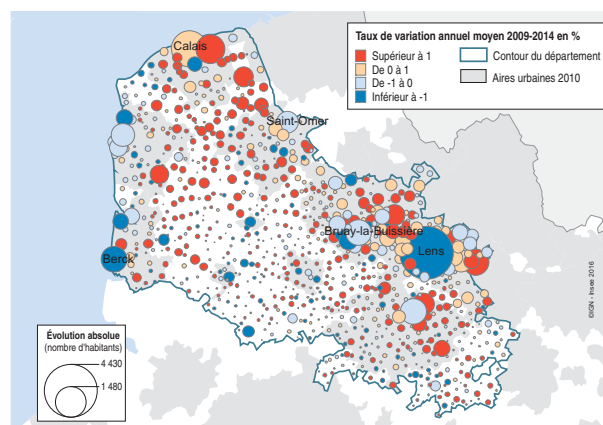 Taux de variation annuel moyen 2009-2014 en %
Supérieur à 1
De 0 à 1
De -1 à 0
Inférieur à -1
Contour du département
Aires urbaines 2010
Calais
Saint-Omer
Bruay-la-Buissière
Lens
Berck
©IGN - Insee 2016
Évolution absolue
(nombre d'habitants)
4 430
1 480